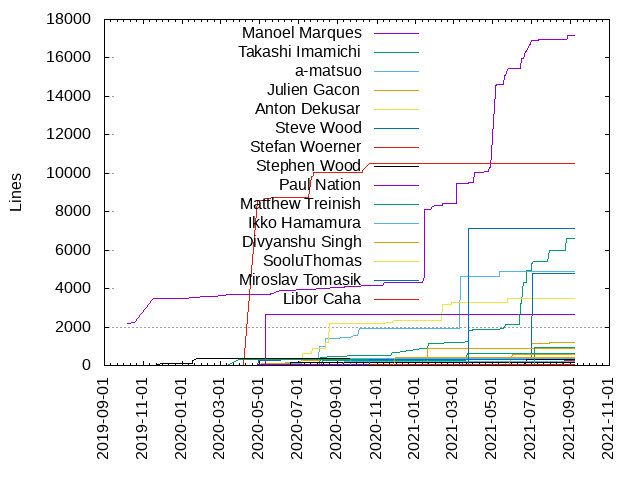 18000
16000
14000
12000
10000
8000
6000
4000
2000
0
Lines
Manoel Marques
Takashi Imamichi
a-matsuo
Julien Gacon
Anton Dekusar
Steve Wood
Stefan Woerner
Stephen Wood
Paul Nation
Matthew Treinish
Ikko Hamamura
Divyanshu Singh
SooluThomas
Miroslav Tomasik
Libor Caha
2019-09-01
2019-11-01
2020-01-01
2020-03-01
2020-05-01
2020-07-01
2020-09-01
2020-11-01
2021-01-01
2021-03-01
2021-05-01
2021-07-01
2021-09-01
2021-11-01